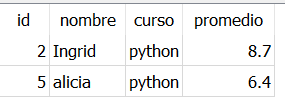 id nombre curso promedio
2 Ingrid python 8.7
5 alicia python 6.4